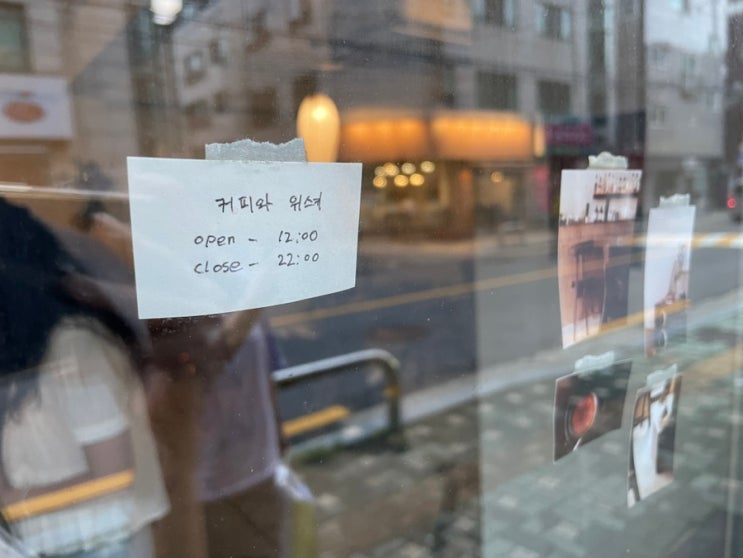 커피와 위스키
open - 12:00
close - 22:00